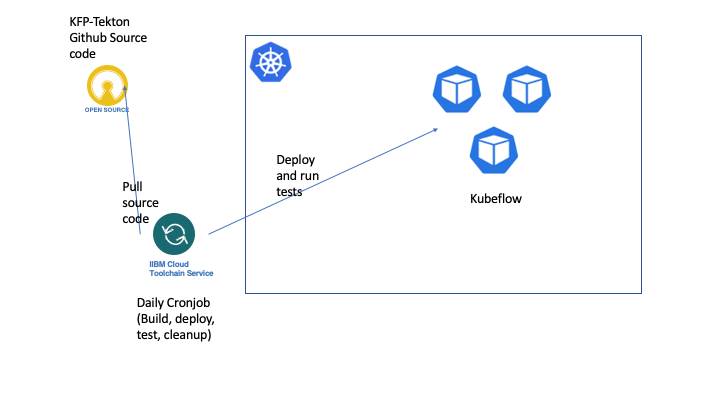 KFP-Tekton
Github Source
code
OPEN SOURCE
Pull
source
code
IIBM Cloud
Toolchain Service
Daily Cronjob
(Build, deploy,
test, cleanup)
Deploy
and run
tests
Kubeflow